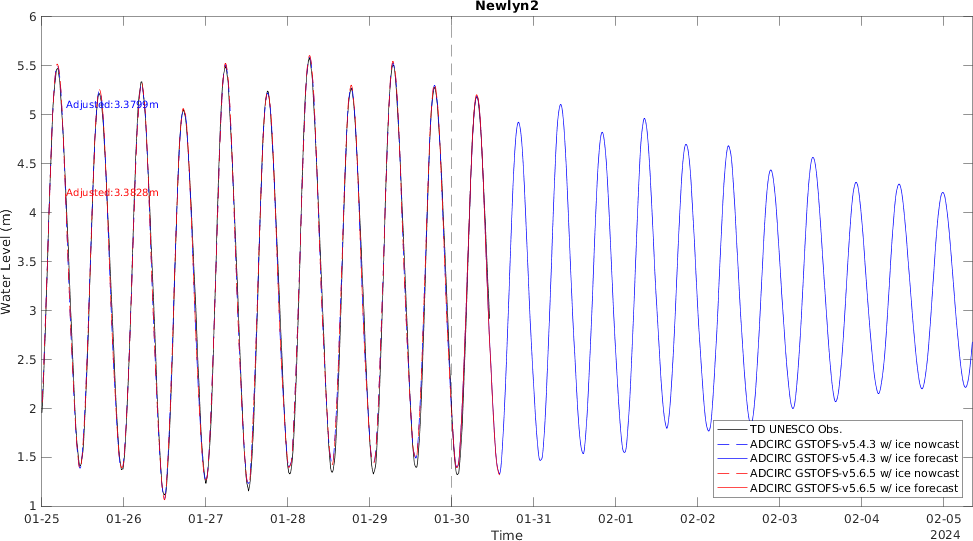 Newlyn2
6
5.5
5
4.5
4
3.5
3
2.5
2
1.5
1
Water Level (m)
Adjusted:3.3799m
Adjusted:3.3828m
TD UNESCO Obs.
ADCIRC GSTOFS-v5.4.3 w/ ice nowcast
ADCIRC GSTOFS-v5.4.3 w/ ice forecast
ADCIRC GSTOFS-v5.6.5 w/ ice nowcast
ADCIRC GSTOFS-v5.6.5 w/ ice forecast
01-25 01-26 01-27 01-28 01-29 01-30 01-31 02-01 02-02 02-03 02-04 02-05
Time
2024